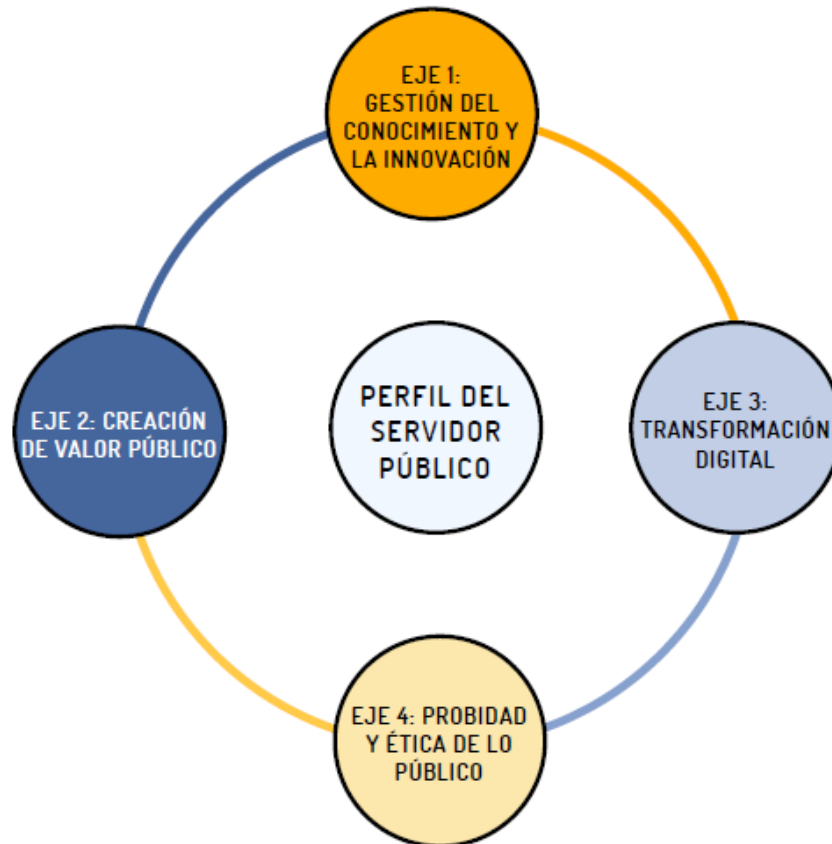 EJE 1:
GESTIÓN DEL
CONOCIMIENTO Y
LA INNOVACIÓN
EJE 2: CREACIÓN
DE VALOR PÚBLICO
PERFIL DEL
SERVIDOR
PÚBLICO
EJE 3:
TRANSFORMACIÓN
DIGITAL
EJE 4: PROBIDAD
Y ÉTICA DE LO
PÚBLICO